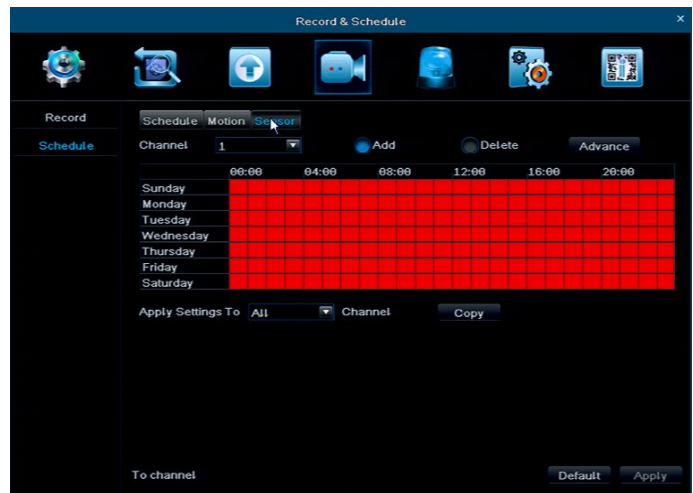 Record & Schedule
x
Record
Schedule
Schedule Motion Sensor
Channel 1 Add Delete Advance
00:00 04:00 08:00 12:00 16:00 20:00
Sunday
Monday
Tuesday
Wednesday
Thursday
Friday
Saturday
Apply Settings To All Channel Copy
To channel Default Apply